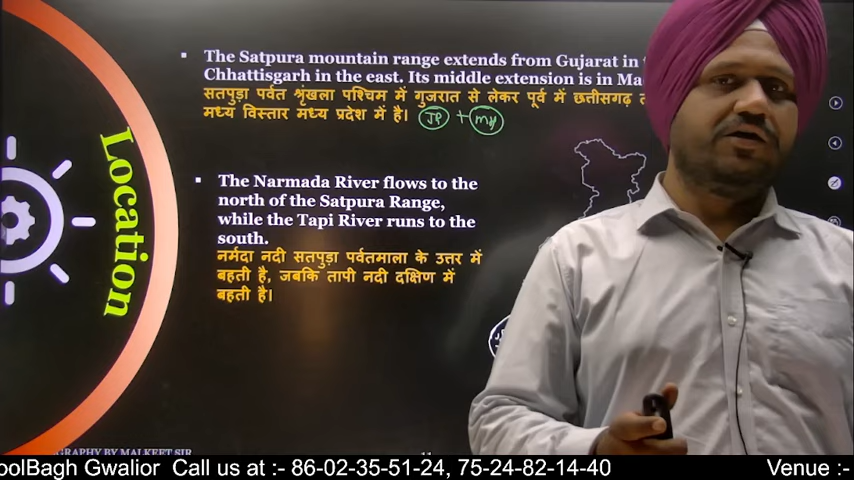 The Satpura mountain range extends from Gujarat in
Chhattisgarh in the east. Its middle extension is in Ma
सतपुड़ा पर्वत श्रृंखला पश्चिम में गुजरात से लेकर पूर्व में छत्तीसगढ़
मध्य विस्तार मध्य प्रदेश में है।
The Narmada River flows to the
north of the Satpura Range,
while the Tapi River runs to the
south.
नर्मदा नदी सतपुड़ा पर्वतमाला के उत्तर में
बहती है, जबकि तापी नदी दक्षिण में
बहती है।
Location
GRAPHY BY MALKEET SIR
oolBagh Gwalior Call us at :- 86-02-35-51-24, 75-24-82-14-40 Venue :-